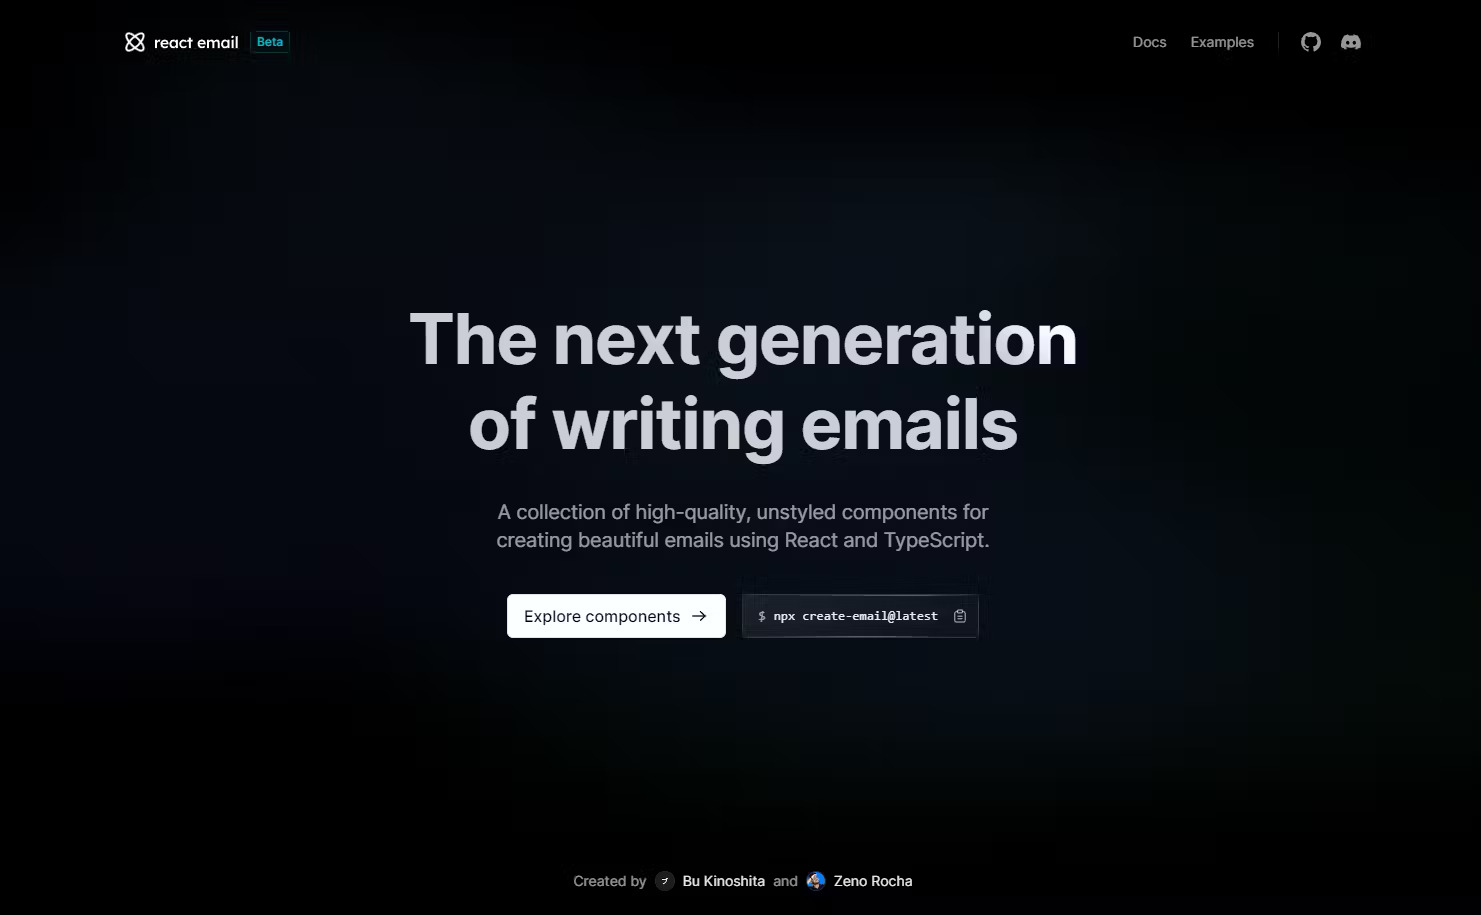 react email Beta
Docs Examples
The next generation
of writing emails
A collection of high-quality, unstyled components for
creating beautiful emails using React and TypeScript.
Explore components →
$ npx create-email@latest
Created by Bu Kinoshita and Zeno Rocha